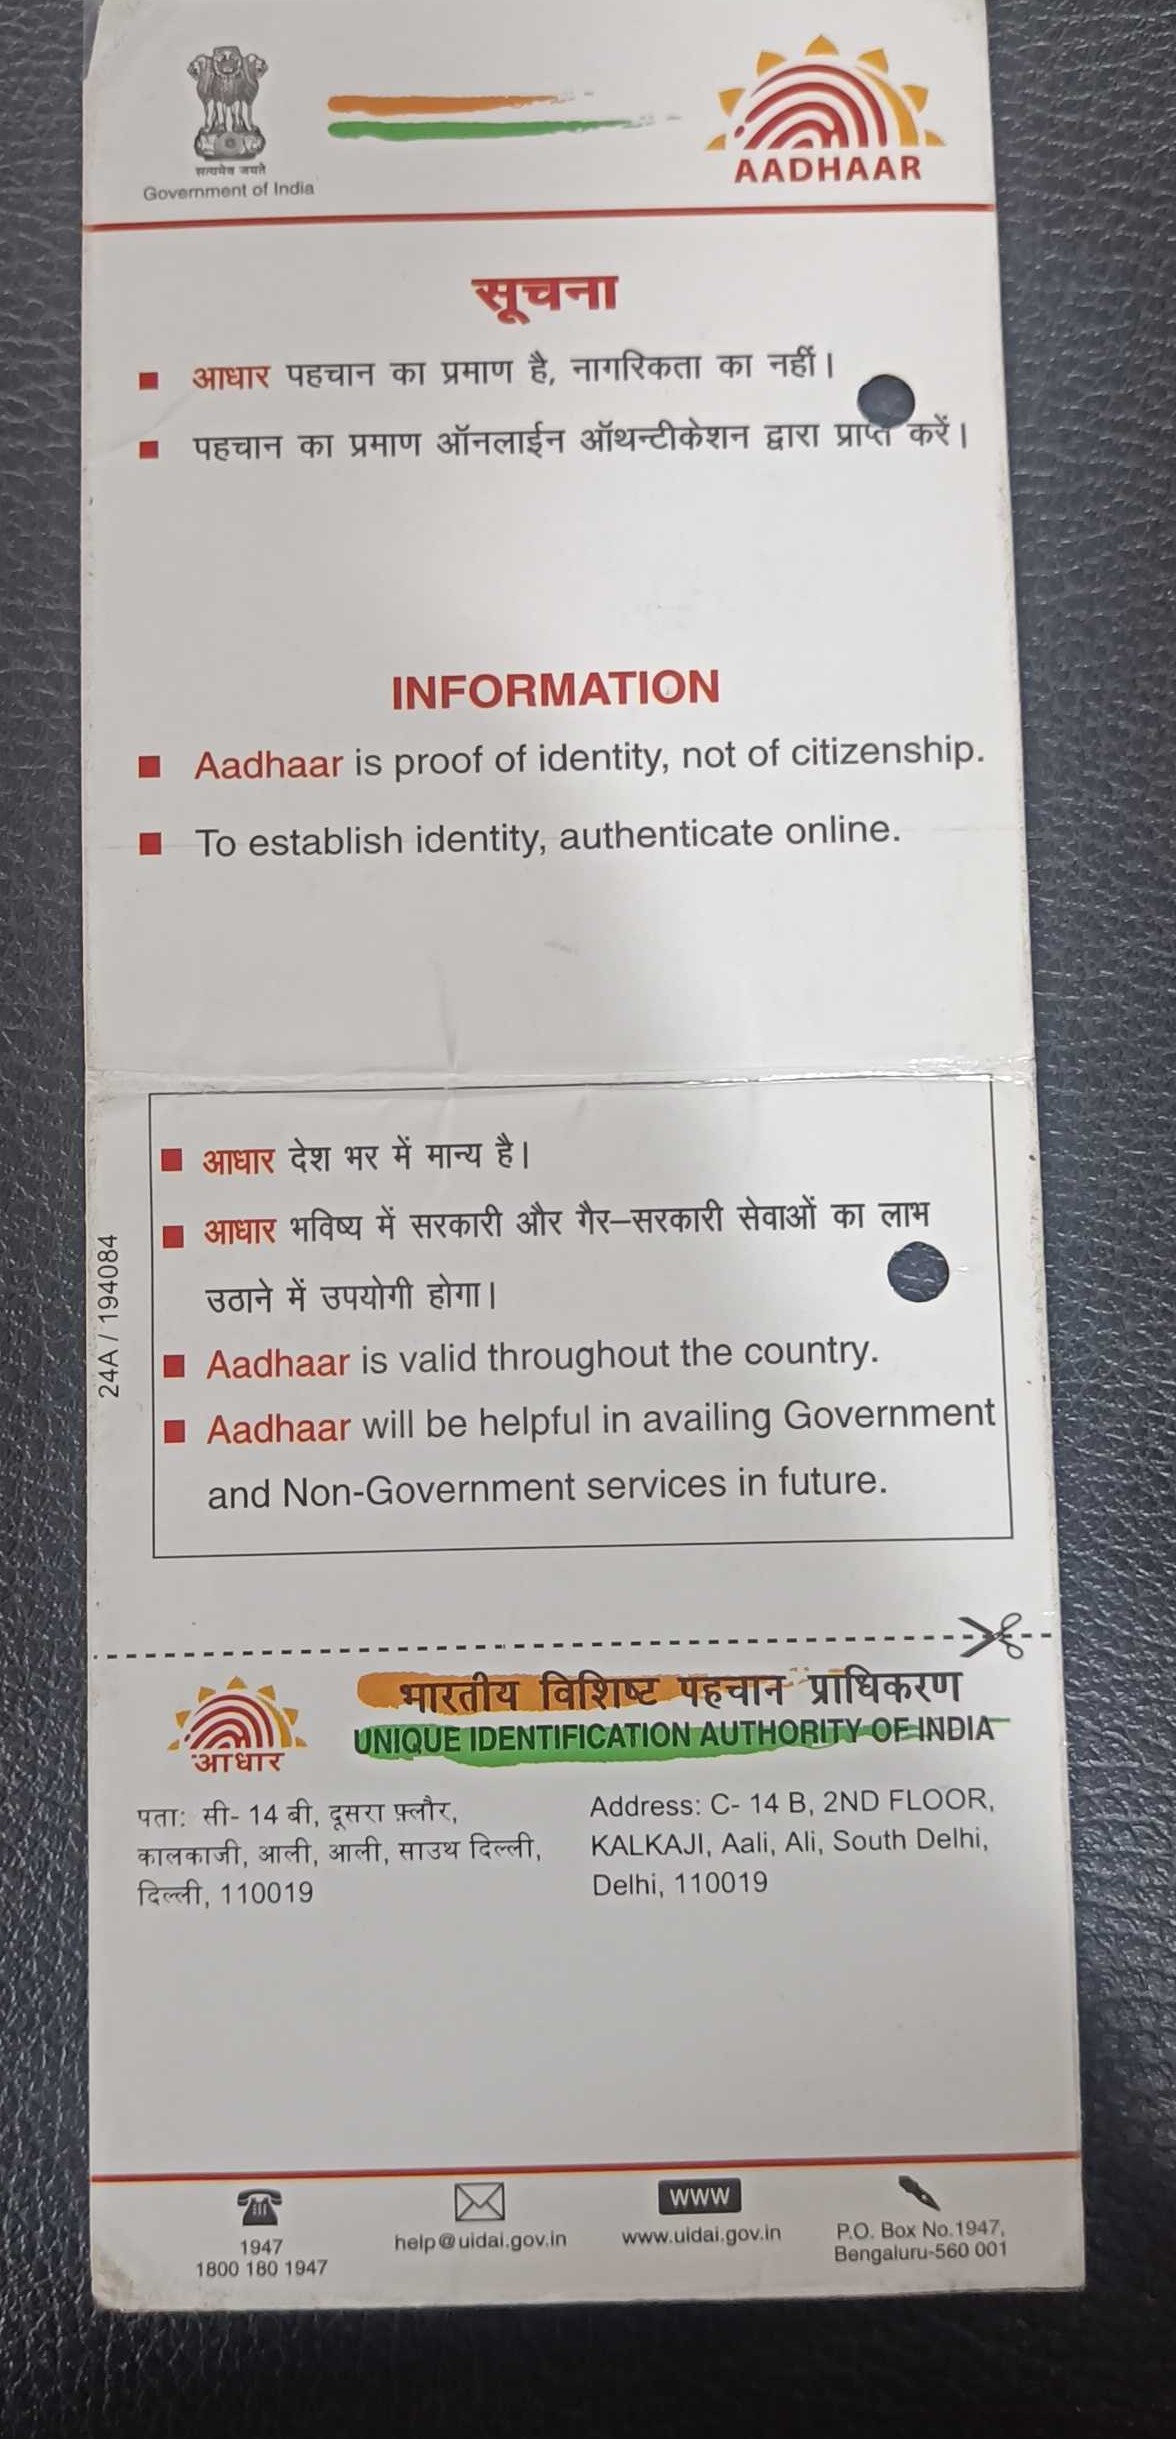 सत्यमेव जयते
Government of India
AADHAAR
सूचना
आधार पहचान का प्रमाण है, नागरिकता का नहीं।
पहचान का प्रमाण ऑनलाईन ऑथन्टीकेशन द्वारा प्राप्त करें।
INFORMATION
Aadhaar is proof of identity, not of citizenship.
To establish identity, authenticate online.
आधार देश भर में मान्य है।
आधार भविष्य में सरकारी और गैर–सरकारी सेवाओं का लाभ
उठाने में उपयोगी होगा।
Aadhaar is valid throughout the country.
Aadhaar will be helpful in availing Government
and Non-Government services in future.
24A / 194084
आधार
भारतीय विशिष्ट पहचान प्राधिकरण
UNIQUE IDENTIFICATION AUTHORITY OF INDIA
पता: सी- 14 बी, दूसरा फ़्लौर,
कालकाजी, आली, आली, साउथ दिल्ली,
दिल्ली, 110019
Address: C- 14 B, 2ND FLOOR,
KALKAJI, Aali, Ali, South Delhi,
Delhi, 110019
1947
1800 180 1947
help@uidai.gov.in
www
www.uidai.gov.in
P.O. Box No.1947,
Bengaluru-560 001